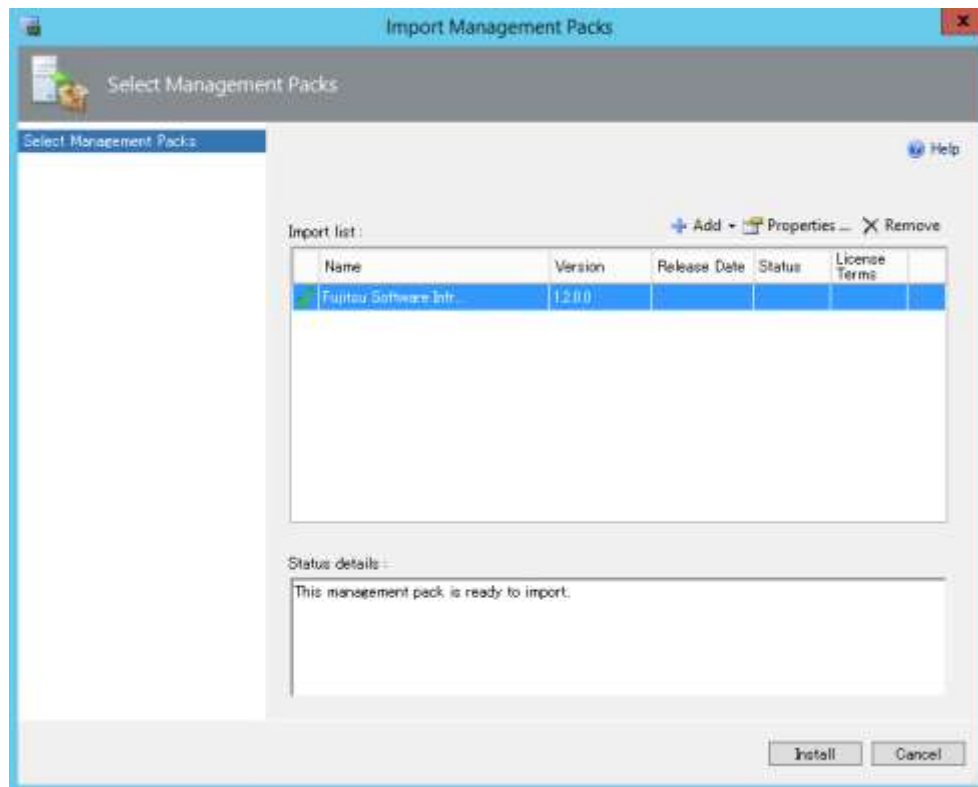 Import Management Packs
Select Management Packs
Select Management Packs
Help
Import list :
Add
Properties ...
Remove
Name
Version
Release Date
Status
License
Terms
Fujitsu Software Infr...
1.2.0.0
Status details :
This management pack is ready to import.
Install
Cancel